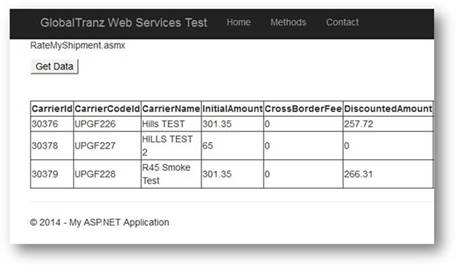 GlobalTranz Web Services Test Home Methods Contact
RateMyShipment.asmx
Get Data
CarrierId CarrierCodeId CarrierName InitialAmount CrossBorderFee DiscountedAmount
30376 UPGF226 Hills TEST 301.35 0 257.72
30378 UPGF227 HILLS TEST 2 65 0 0
30379 UPGF228 R45 Smoke Test 301.35 0 266.31
© 2014 - My ASP.NET Application